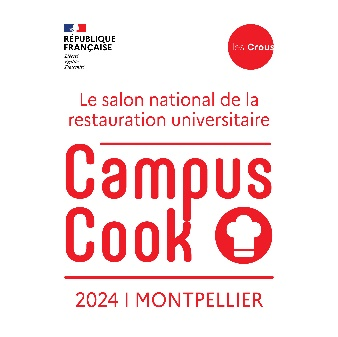 RÉPUBLIQUE
FRANÇAISE
Liberté
Égalité
Fraternité
les Crous
Le salon national de la
restauration universitaire
Campus
Cook
2024 | MONTPELLIER